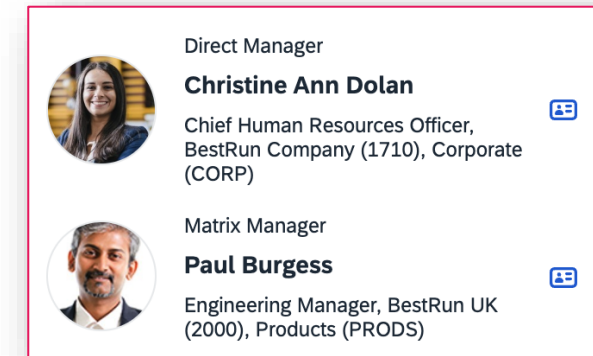 Direct Manager
Christine Ann Dolan
Chief Human Resources Officer,
BestRun Company (1710), Corporate
(CORP)
Matrix Manager
Paul Burgess
Engineering Manager, BestRun UK
(2000), Products (PRODS)